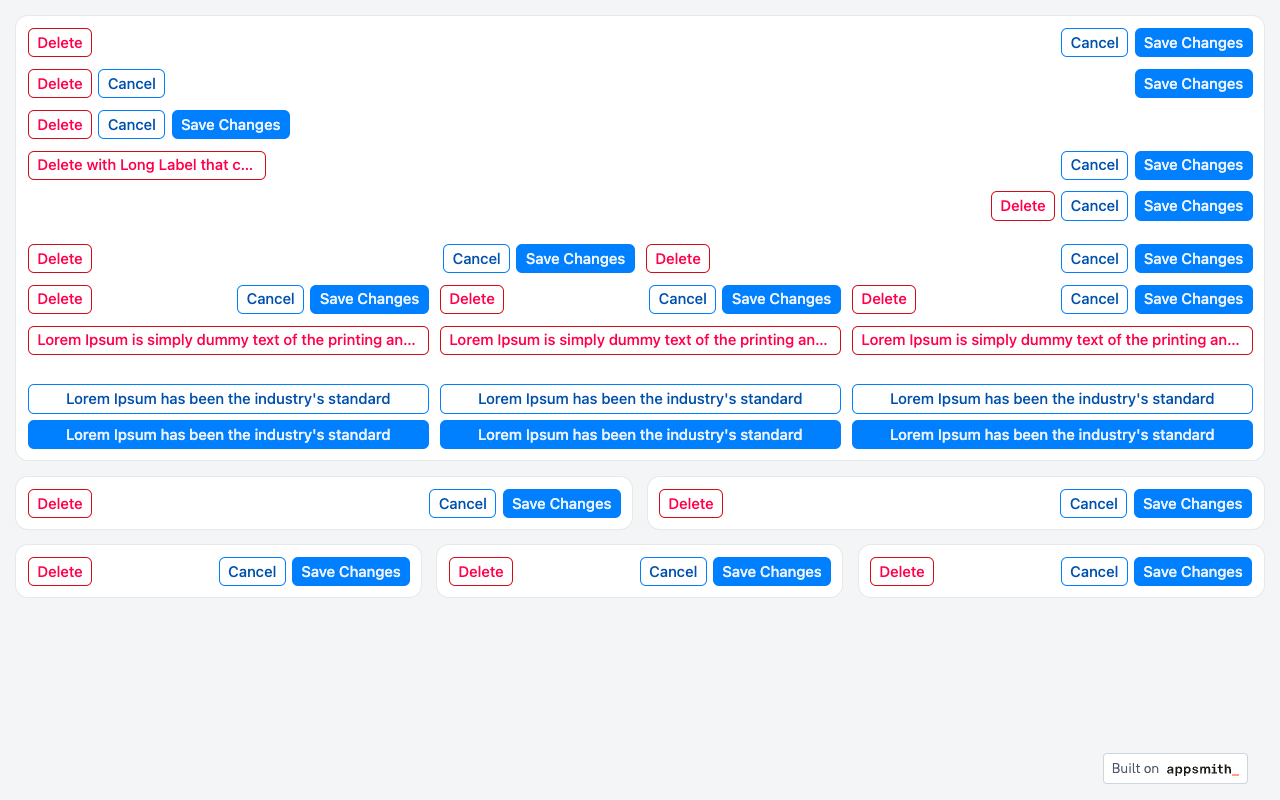 Delete Cancel Save Changes
Delete Cancel Save Changes
Delete Cancel Save Changes
Delete with Long Label that c... Cancel Save Changes
Delete Cancel Save Changes
Delete Cancel Save Changes Delete Cancel Save Changes
Delete Cancel Save Changes Delete Cancel Save Changes Delete Cancel Save Changes
Lorem Ipsum is simply dummy text of the printing an... Lorem Ipsum is simply dummy text of the printing an... Lorem Ipsum is simply dummy text of the printing an...
Lorem Ipsum has been the industry's standard Lorem Ipsum has been the industry's standard Lorem Ipsum has been the industry's standard
Lorem Ipsum has been the industry's standard Lorem Ipsum has been the industry's standard Lorem Ipsum has been the industry's standard
Delete Cancel Save Changes Delete Cancel Save Changes
Delete Cancel Save Changes Delete Cancel Save Changes Delete Cancel Save Changes
Built on appsmith_